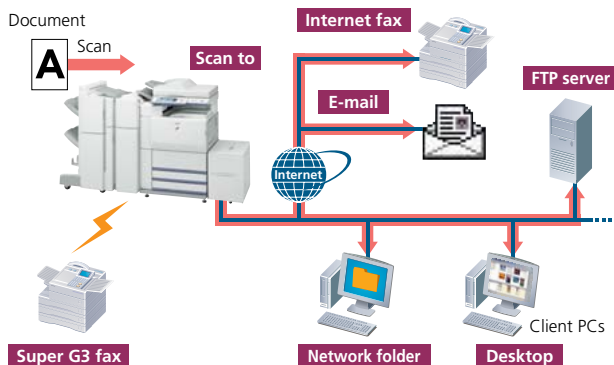 Document
Internet fax
A
Scan
Scan to
FTP server
E-mail
Internet
Client PCs
Super G3 fax
Network folder
Desktop